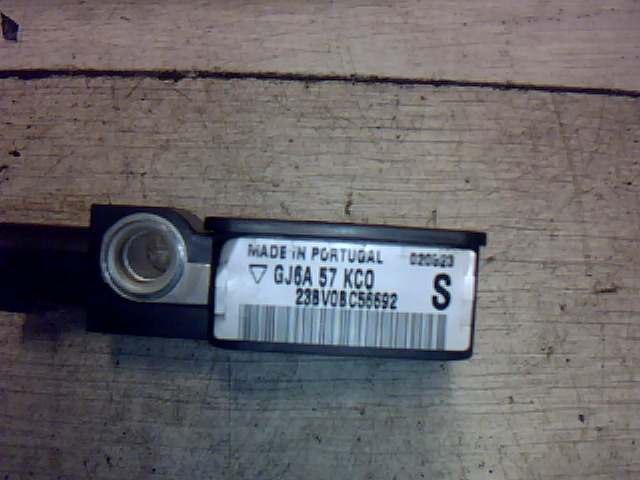 MADE IN PORTUGAL 020923
▽ GJ6A 57 KC0
S
238V0BC56692